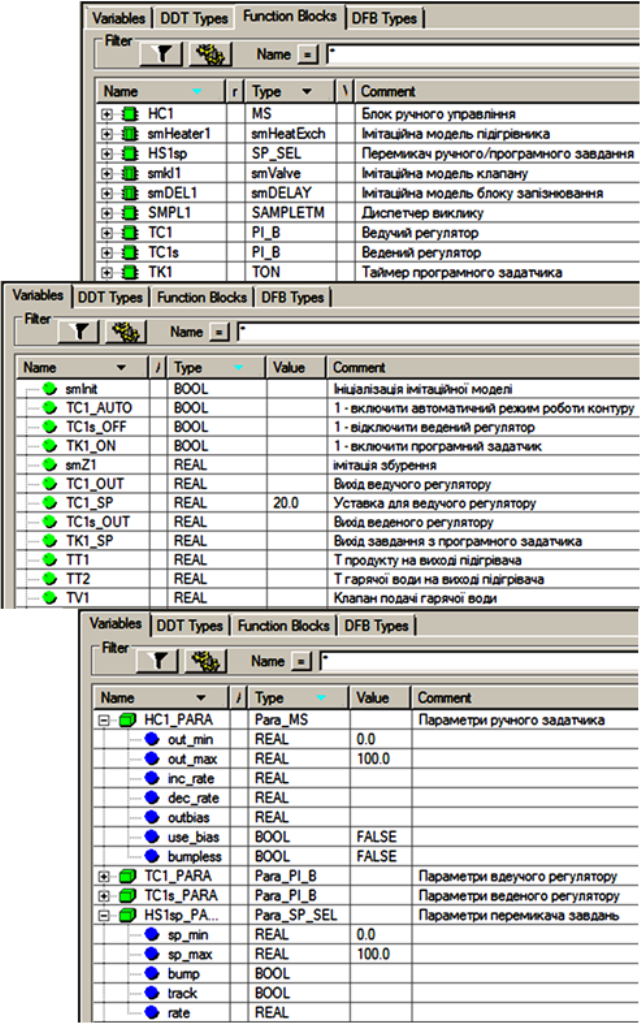 Variables DDT Types Function Blocks DFB Types
Filter
Name = *
Name r Type \ Comment
HC1 MS Блок ручного управління
smHeater1 smHeatExch Імітаційна модель підігрівника
HS1sp SP_SEL Перемикач ручного/програмного завдання
smkl1 smValve Імітаційна модель клапану
smDEL1 smDELAY Імітаційна модель блоку запізнювання
SMPL1 SAMPLETM Диспетчер виклику
TC1 PI_B Ведучий регулятор
TC1s PI_B Ведений регулятор
TK1 TON Таймер програмного задатчика
Variables DDT Types Function Blocks DFB Types
Filter
Name = *
Name / Type Value Comment
smInit BOOL Ініціалізація імітаційної моделі
TC1_AUTO BOOL 1 - включити автоматичний режим роботи контуру
TC1s_OFF BOOL 1 - відключити ведений регулятор
TK1_ON BOOL 1 - включити програмний задатчик
smZ1 REAL імітація збурення
TC1_OUT REAL Вихід ведучого регулятору
TC1_SP REAL 20.0 Уставка для ведучого регулятору
TC1s_OUT REAL Вихід веденого регулятору
TK1_SP REAL Вихід завдання з програмного задатчика
TT1 REAL Т продукту на виході підігрівача
TT2 REAL Т гарячої води на виході підігрівача
TV1 REAL Клапан подачі гарячої води
Variables DDT Types Function Blocks DFB Types
Filter
Name = *
Name / Type Value Comment
HC1_PARA Para_MS Параметри ручного задатчика
out_min REAL 0.0
out_max REAL 100.0
inc_rate REAL
dec_rate REAL
outbias REAL
use_bias BOOL FALSE
bumpless BOOL FALSE
TC1_PARA Para_PI_B Параметри вдеучого регулятору
TC1s_PARA Para_PI_B Параметри веденого регулятору
HS1sp_PA... Para_SP_SEL Параметри перемикача завдань
sp_min REAL 0.0
sp_max REAL 100.0
bump BOOL
track BOOL
rate REAL